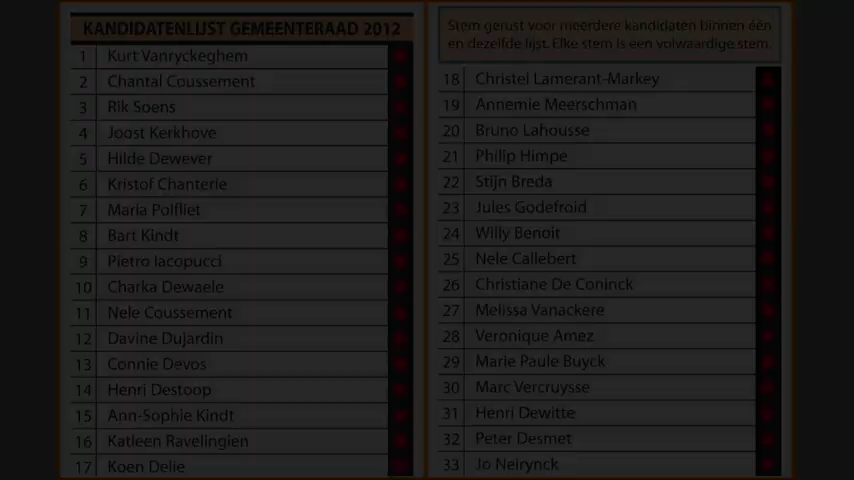 KANDIDATENLIJST GEMEENTERAAD 2012
1 Kurt Vanryckeghem
2 Chantal Coussement
3 Rik Soens
4 Joost Kerkhove
5 Hilde Dewever
6 Kristof Chanterie
7 Maria Polfliet
8 Bart Kindt
9 Pietro Iacopucci
10 Charka Dewaele
11 Nele Coussement
12 Davine Dujardin
13 Connie Devos
14 Henri Destoop
15 Ann-Sophie Kindt
16 Katleen Ravelingien
17 Koen Delie
Stem gerust voor meerdere kandidaten binnen één
en dezelfde lijst. Elke stem is een volwaardige stem.
18 Christel Lamerant-Markey
19 Annemie Meerschman
20 Bruno Lahousse
21 Philip Himpe
22 Stijn Breda
23 Jules Godefroid
24 Willy Benoit
25 Nele Callebert
26 Christiane De Coninck
27 Melissa Vanackere
28 Veronique Amez
29 Marie Paule Buyck
30 Marc Vercruysse
31 Henri Dewitte
32 Peter Desmet
33 Jo Neirynck